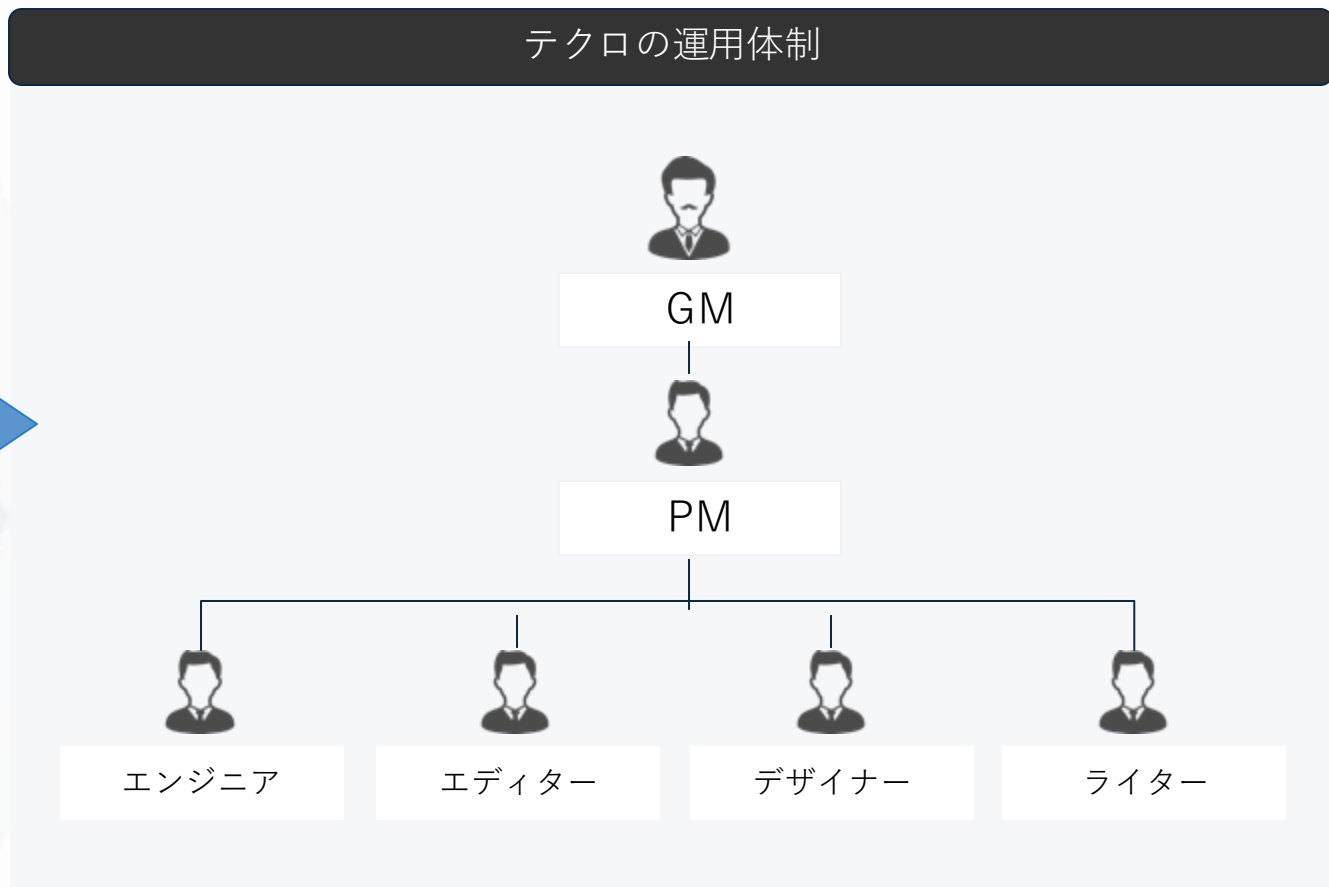 テクロの運用体制
GM
PM
エンジニア
エディター
デザイナー
ライター